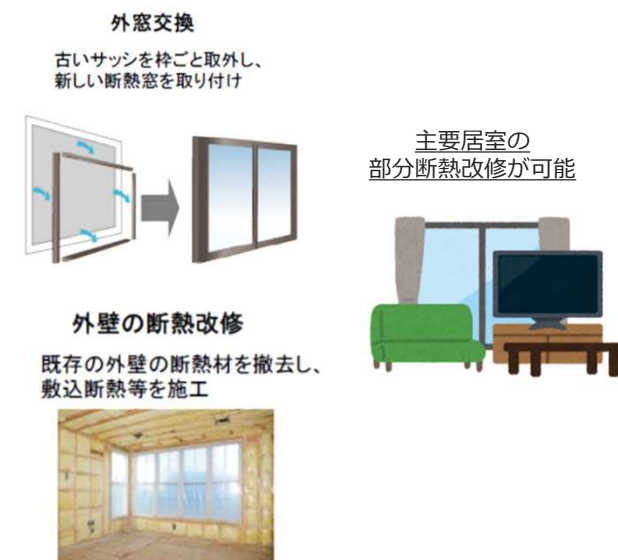 外窓交換
古いサッシを枠ごと取外し、
新しい断熱窓を取り付け
主要居室の
部分断熱改修が可能
外壁の断熱改修
既存の外壁の断熱材を撤去し、
敷込断熱等を施工